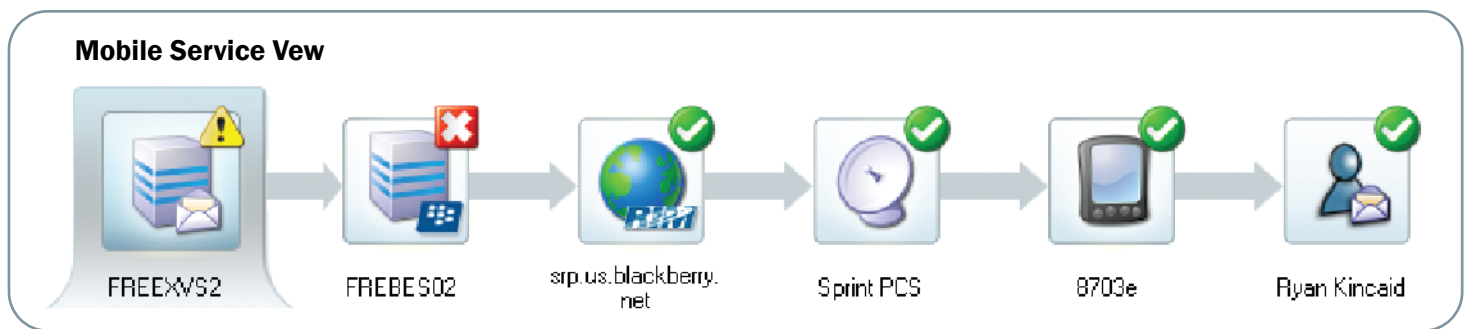 Mobile Service Vew
FREEXVS2
FREBES02
srp.us.blackberry.
net
Sprint PCS
8703e
Ryan Kincaid